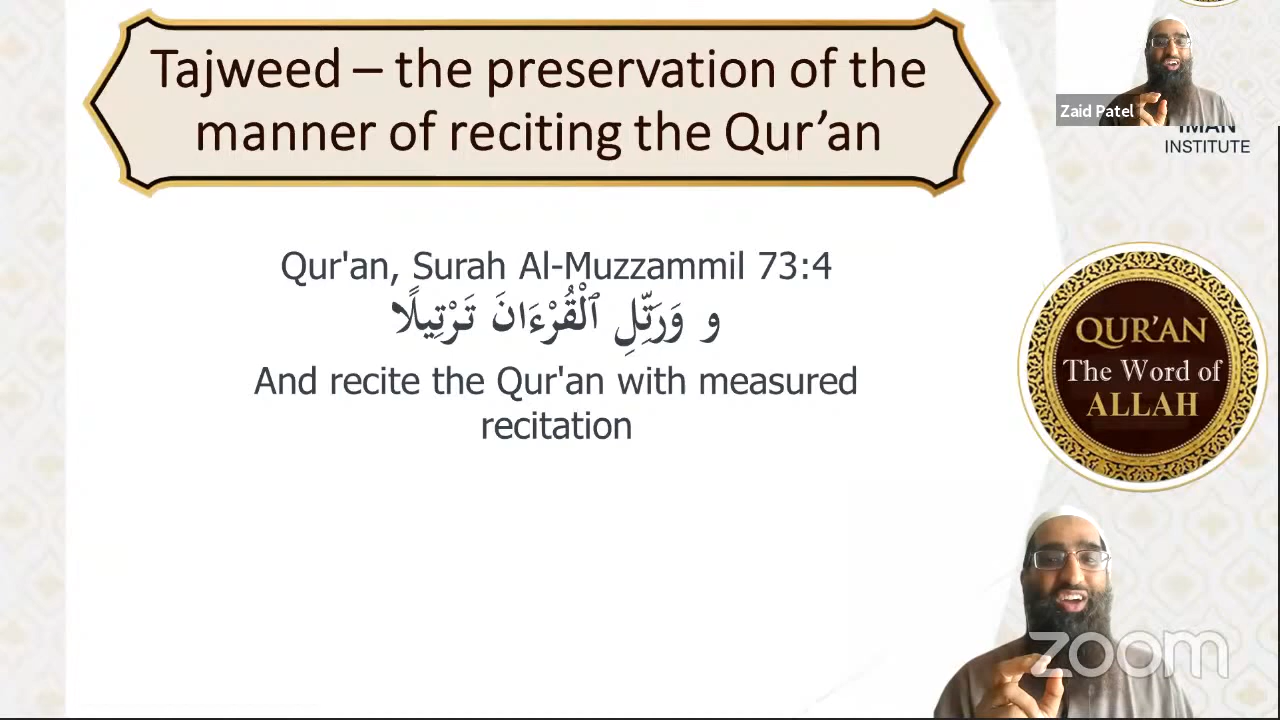 Tajweed – the preservation of the
manner of reciting the Qur’an
Zaid Patel
IMAN
INSTITUTE
Qur'an, Surah Al-Muzzammil 73:4
و وَرَتِّلِ ٱلْقُرْءَانَ تَرْتِيلًا
And recite the Qur'an with measured
recitation
QUR’AN
The Word of
ALLAH
zoom